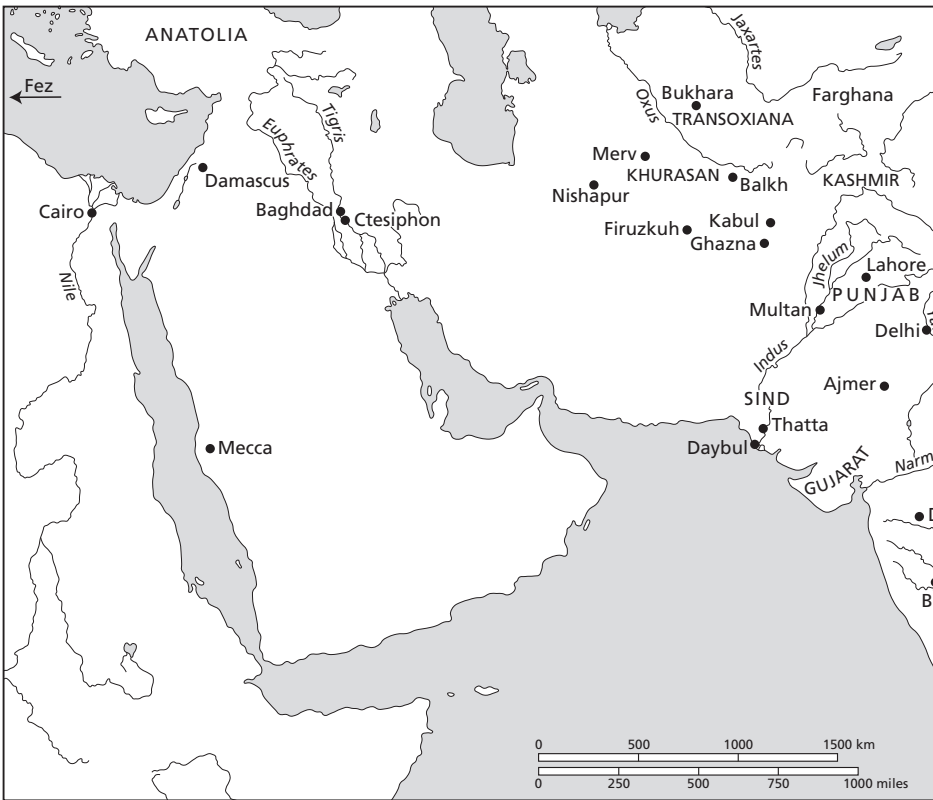 ANATOLIA
Fez
Jaxartes
Bukhara
Farghana
Oxus
TRANSOXIANA
Tigris
Euphrates
Merv
KHURASAN
Damascus
Nishapur
Balkh
KASHMIR
Cairo
Baghdad
Ctesiphon
Firuzkuh
Kabul
Ghazna
Jhelum
Lahore
Nile
PUNJAB
Multan
Delhi
Indus
Ajmer
SIND
Thatta
Mecca
Daybul
GUJARAT
Narm
D
B
0 500 1000 1500 km
0 250 500 750 1000 miles